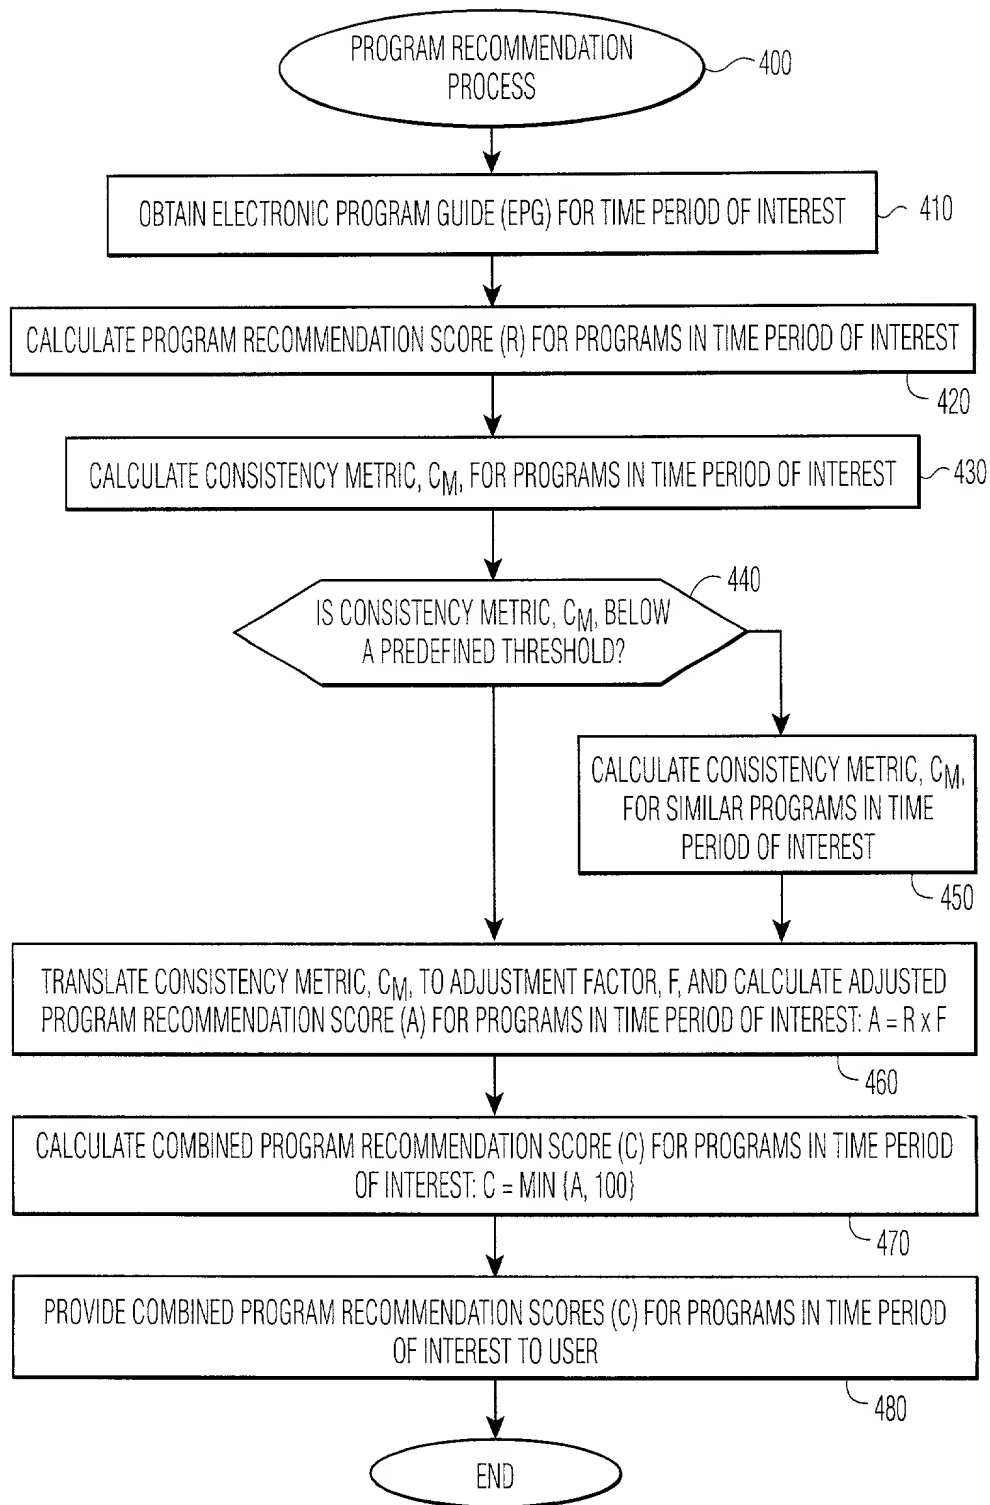 PROGRAM RECOMMENDATION
PROCESS
400
OBTAIN ELECTRONIC PROGRAM GUIDE (EPG) FOR TIME PERIOD OF INTEREST
410
CALCULATE PROGRAM RECOMMENDATION SCORE (R) FOR PROGRAMS IN TIME PERIOD OF INTEREST
420
CALCULATE CONSISTENCY METRIC, CM, FOR PROGRAMS IN TIME PERIOD OF INTEREST
430
440
IS CONSISTENCY METRIC, CM, BELOW
A PREDEFINED THRESHOLD?
CALCULATE CONSISTENCY METRIC, CM,
FOR SIMILAR PROGRAMS IN TIME
PERIOD OF INTEREST
450
TRANSLATE CONSISTENCY METRIC, CM, TO ADJUSTMENT FACTOR, F, AND CALCULATE ADJUSTED
PROGRAM RECOMMENDATION SCORE (A) FOR PROGRAMS IN TIME PERIOD OF INTEREST: A = R x F
460
CALCULATE COMBINED PROGRAM RECOMMENDATION SCORE (C) FOR PROGRAMS IN TIME PERIOD
OF INTEREST: C = MIN {A, 100}
470
PROVIDE COMBINED PROGRAM RECOMMENDATION SCORES (C) FOR PROGRAMS IN TIME PERIOD
OF INTEREST TO USER
480
END